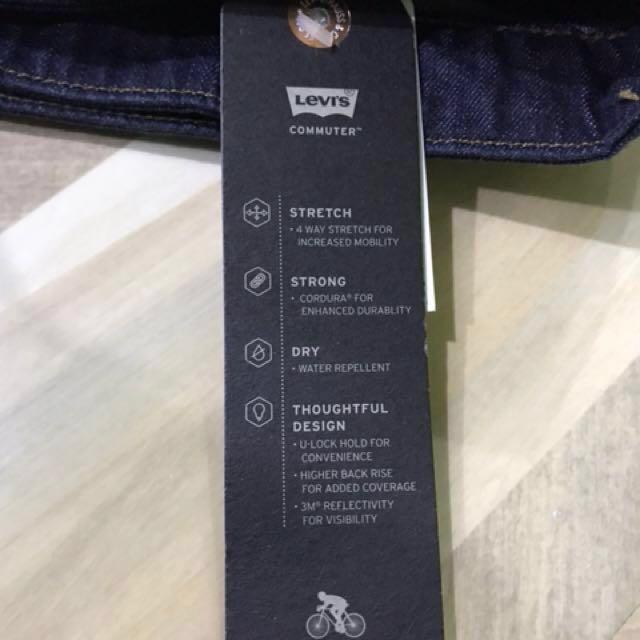 Levi's®
COMMUTER™
STRETCH
• 4 WAY STRETCH FOR
INCREASED MOBILITY
STRONG
• CORDURA® FOR
ENHANCED DURABLITY
DRY
• WATER REPELLENT
THOUGHTFUL
DESIGN
• U-LOCK HOLD FOR
CONVENIENCE
• HIGHER BACK RISE
FOR ADDED COVERAGE
• 3M® REFLECTIVITY
FOR VISIBILITY